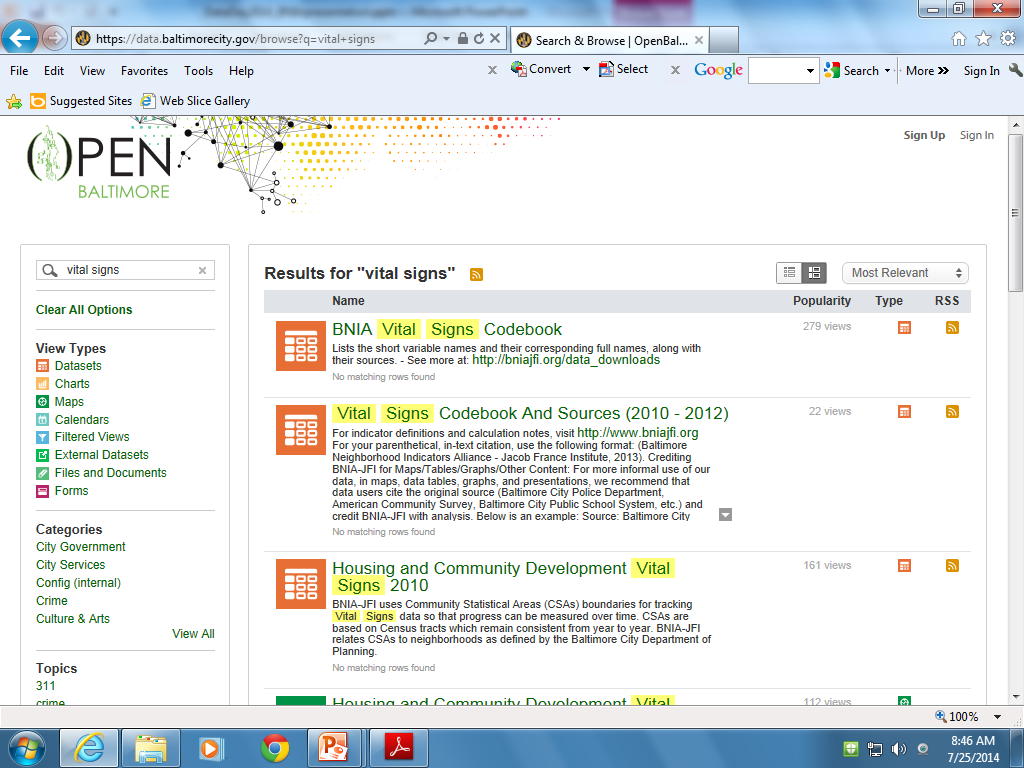 https://data.baltimorecity.gov/browse?q=vital+signs
Search & Browse | OpenBal...
File Edit View Favorites Tools Help
Convert Select
Google Search More » Sign In
Suggested Sites Web Slice Gallery
OPEN
BALTIMORE
Sign Up Sign In
vital signs
Clear All Options
View Types
Datasets
Charts
Maps
Calendars
Filtered Views
External Datasets
Files and Documents
Forms
Categories
City Government
City Services
Config (internal)
Crime
Culture & Arts
View All
Topics
311
crime
Results for "vital signs"
Most Relevant
Name Popularity Type RSS
BNIA Vital Signs Codebook
279 views
Lists the short variable names and their corresponding full names, along with
their sources. - See more at: http://bniajfi.org/data_downloads
No matching rows found
Vital Signs Codebook And Sources (2010 - 2012)
22 views
For indicator definitions and calculation notes, visit http://www.bniajfi.org
For your parenthetical, in-text citation, use the following format: (Baltimore
Neighborhood Indicators Alliance - Jacob France Institute, 2013). Crediting
BNIA-JFI for Maps/Tables/Graphs/Other Content: For more informal use of our
data, in maps, data tables, graphs, and presentations, we recommend that
data users cite the original source (Baltimore City Police Department,
American Community Survey, Baltimore City Public School System, etc.) and
credit BNIA-JFI with analysis. Below is an example: Source: Baltimore City
No matching rows found
Housing and Community Development Vital
Signs 2010
161 views
BNIA-JFI uses Community Statistical Areas (CSAs) boundaries for tracking
Vital Signs data so that progress can be measured over time. CSAs are
based on Census tracts which remain consistent from year to year. BNIA-JFI
relates CSAs to neighborhoods as defined by the Baltimore City Department of
Planning.
No matching rows found
Housing and Community Development Vital
112 views
100%
8:46 AM
7/25/2014